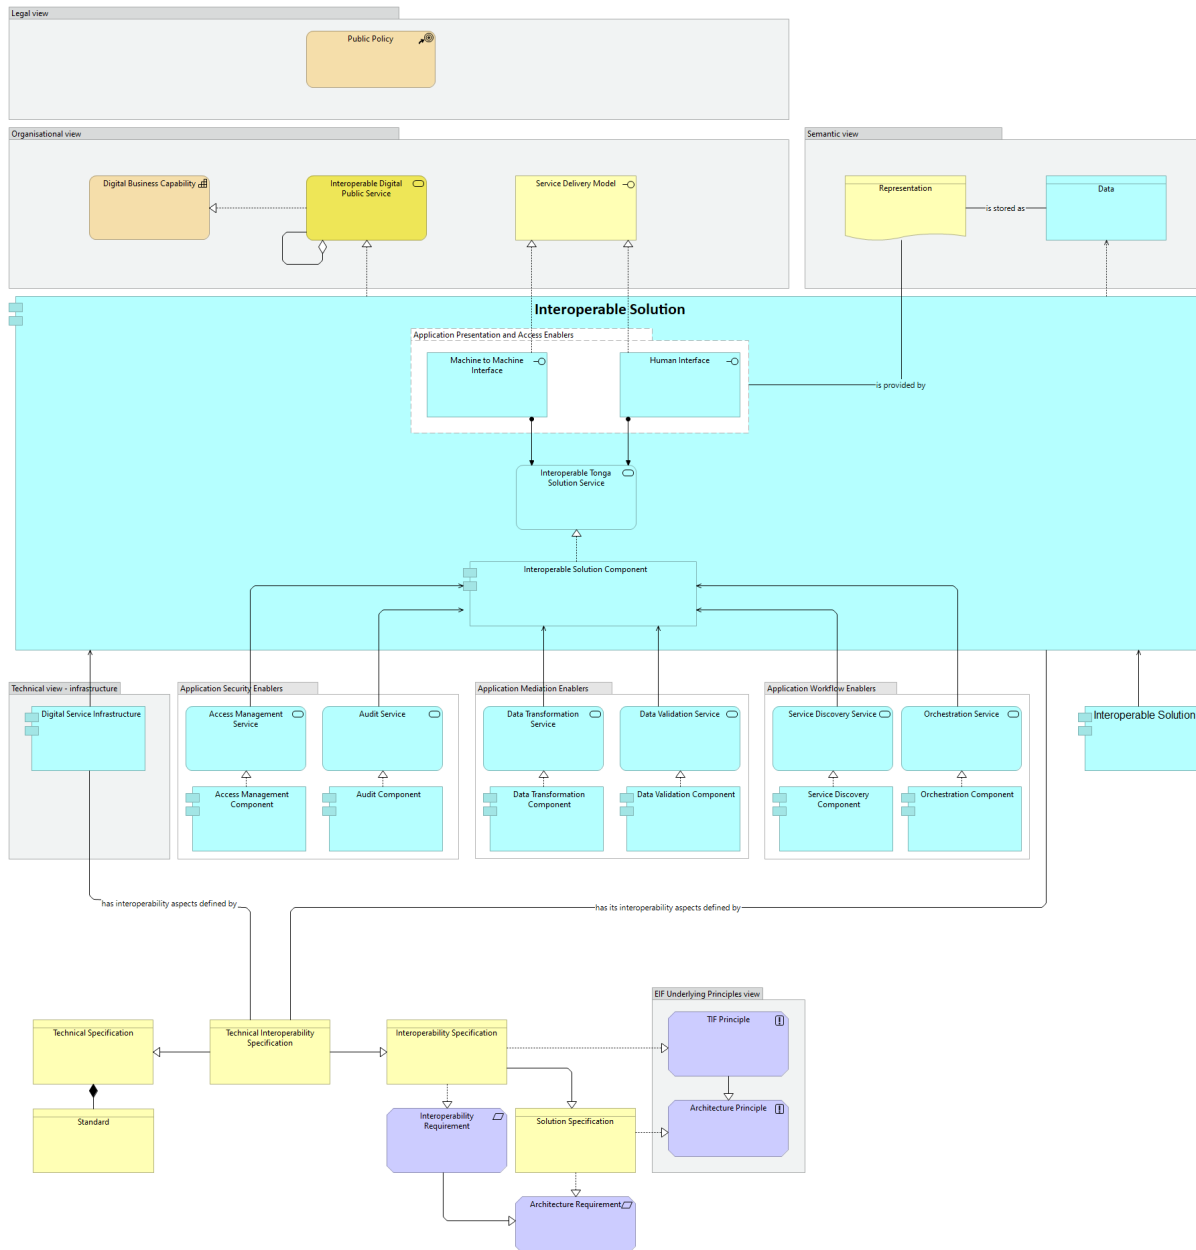 Legal view
Public Policy
Organisational view
Semantic view
Digital Business Capability
Interoperable Digital
Public Service
Service Delivery Model
Representation
Data
is stored as
Interoperable Solution
Application Presentation and Access Enablers
Machine to Machine
Interface
Human Interface
is provided by
Interoperable Tonga
Solution Service
Interoperable Solution Component
Technical view - infrastructure
Application Security Enablers
Application Mediation Enablers
Application Workflow Enablers
Digital Service Infrastructure
Access Management
Service
Audit Service
Data Transformation
Service
Data Validation Service
Service Discovery Service
Orchestration Service
Interoperable Solution
Access Management
Component
Audit Component
Data Transformation
Component
Data Validation Component
Service Discovery
Component
Orchestration Component
has interoperability aspects defined by
has its interoperability aspects defined by
EIF Underlying Principles view
Technical Specification
Technical Interoperability
Specification
Interoperability Specification
TIF Principle
Standard
Interoperability
Requirement
Solution Specification
Architecture Principle
Architecture Requirement